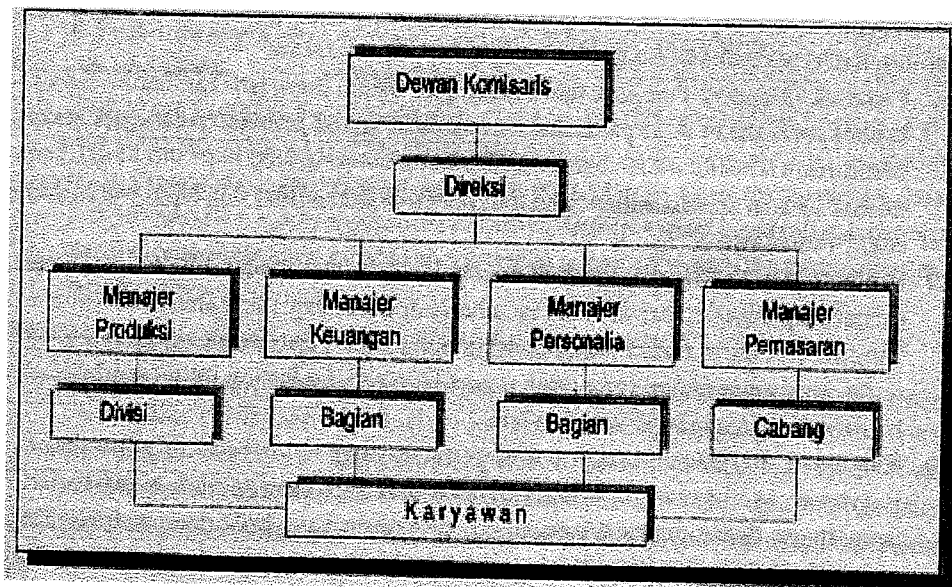 Dewan Komisaris
Direksi
Manajer
Produksi
Manajer
Keuangan
Manajer
Personalia
Manajer
Pemasaran
Divisi
Bagian
Bagian
Cabang
Karyawan